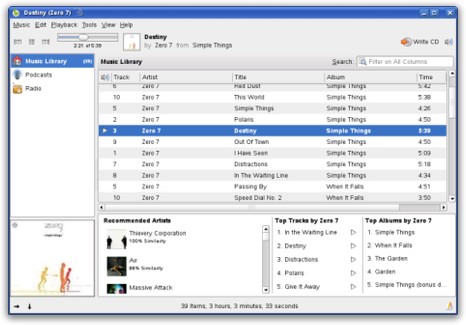 Destiny (Zero 7)
Music Edit Playback Tools View Help
2:21 of 5:39
Destiny
by Zero 7 from Simple Things
Write CD
Music Library (39)
Podcasts
Radio
Music Library
Search: Filter on All Columns
Track Artist Title Album Time
6 Zero 7 Red Dust Simple Things 5:42
10 Zero 7 This World Simple Things 5:38
5 Zero 7 Simple Things Simple Things 4:26
2 Zero 7 Polaris Simple Things 4:50
3 Zero 7 Destiny Simple Things 5:39
9 Zero 7 Out Of Town Simple Things 4:50
1 Zero 7 I Have Seen Simple Things 5:09
7 Zero 7 Distractions Simple Things 5:18
8 Zero 7 In The Waiting Line Simple Things 4:34
5 Zero 7 Passing By When It Falls 4:51
10 Zero 7 Speed Dial No. 2 When It Falls 3:50
Recommended Artists
Thievery Corporation
100% Similarity
Air
Massive Attack
Top Tracks by Zero 7
1. In the Waiting Line
2. Destiny
3. Distractions
4. Polaris
5. Give It Away
Top Albums by Zero 7
1. Simple Things
2. When It Falls
3. The Garden
4. Garden
5. Simple Things (bonus d...
39 Items, 3 hours, 3 minutes, 33 seconds